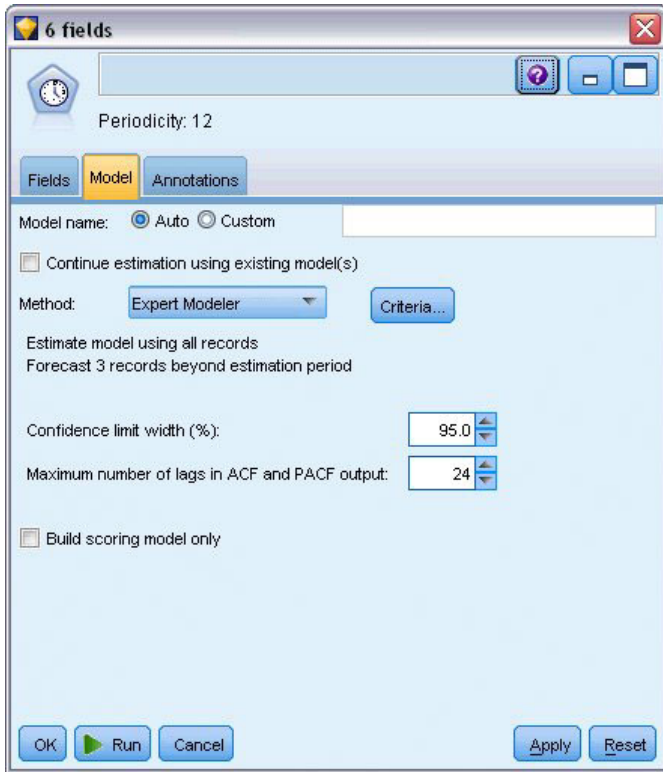 6 fields
?
Periodicity: 12
Fields Model Annotations
Model name: Auto Custom
Continue estimation using existing model(s)
Method: Expert Modeler Criteria...
Estimate model using all records
Forecast 3 records beyond estimation period
Confidence limit width (%): 95.0
Maximum number of lags in ACF and PACF output: 24
Build scoring model only
OK Run Cancel Apply Reset